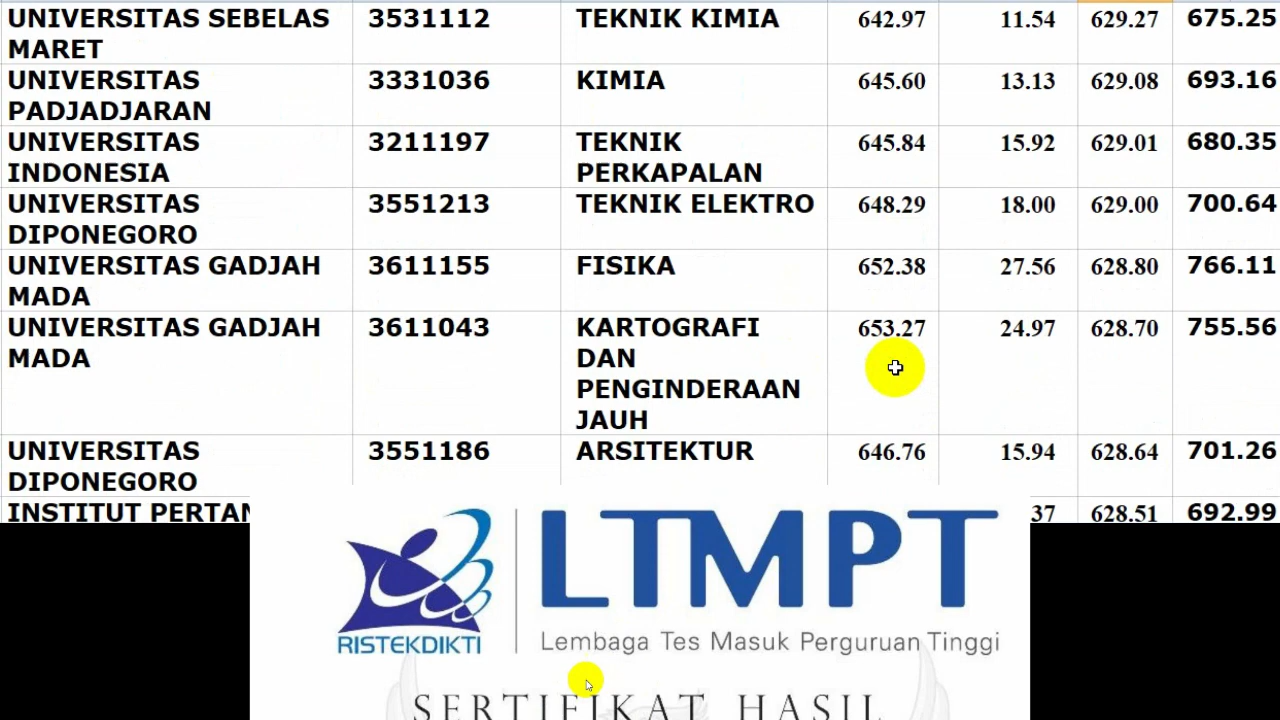 UNIVERSITAS SEBELAS MARET 3531112 TEKNIK KIMIA 642.97 11.54 629.27 675.25
UNIVERSITAS PADJADJARAN 3331036 KIMIA 645.60 13.13 629.08 693.16
UNIVERSITAS INDONESIA 3211197 TEKNIK PERKAPALAN 645.84 15.92 629.01 680.35
UNIVERSITAS DIPONEGORO 3551213 TEKNIK ELEKTRO 648.29 18.00 629.00 700.64
UNIVERSITAS GADJAH MADA 3611155 FISIKA 652.38 27.56 628.80 766.11
UNIVERSITAS GADJAH MADA 3611043 KARTOGRAFI DAN PENGINDERAAN JAUH 653.27 24.97 628.70 755.56
UNIVERSITAS DIPONEGORO 3551186 ARSITEKTUR 646.76 15.94 628.64 701.26
INSTITUT 628.51 692.99
LTMPT
RISTEKDIKTI
Lembaga Tes Masuk Perguruan Tinggi
SERTIFIKAT HASIL